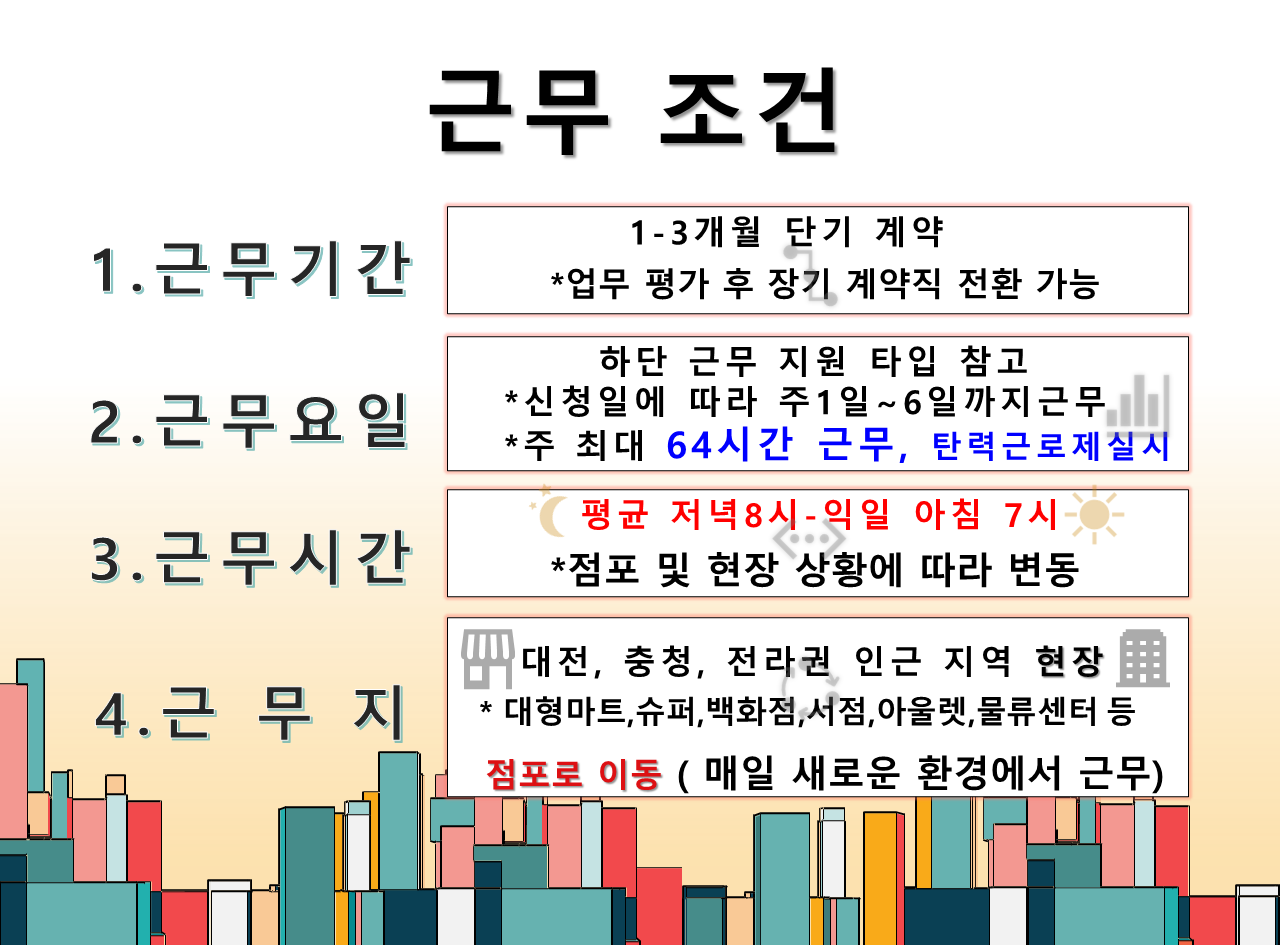 근무 조건
1.근무기간
1-3개월 단기 계약
*업무 평가 후 장기 계약직 전환 가능
2.근무요일
하단 근무 지원 타입 참고
*신청일에 따라 주1일~6일까지근무
*주 최대 64시간 근무, 탄력근로제실시
3.근무시간
평균 저녁8시-익일 아침 7시
*점포 및 현장 상황에 따라 변동
4.근 무 지
대전, 충청, 전라권 인근 지역 현장
* 대형마트,슈퍼,백화점,서점,아울렛,물류센터 등
점포로 이동 ( 매일 새로운 환경에서 근무)